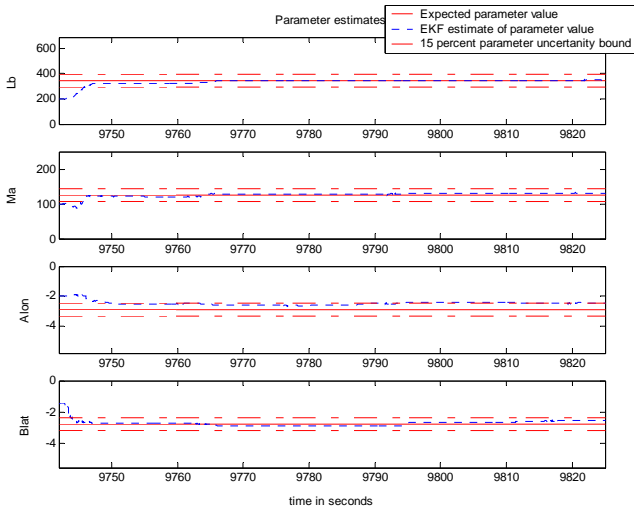 Parameter estimates
Expected parameter value
EKF estimate of parameter value
15 percent parameter uncertanity bound
600
400
200
0
Lb
9750 9760 9770 9780 9790 9800 9810 9820
200
100
0
Ma
9750 9760 9770 9780 9790 9800 9810 9820
0
-2
-4
Alon
9750 9760 9770 9780 9790 9800 9810 9820
0
-2
-4
Blat
9750 9760 9770 9780 9790 9800 9810 9820
time in seconds